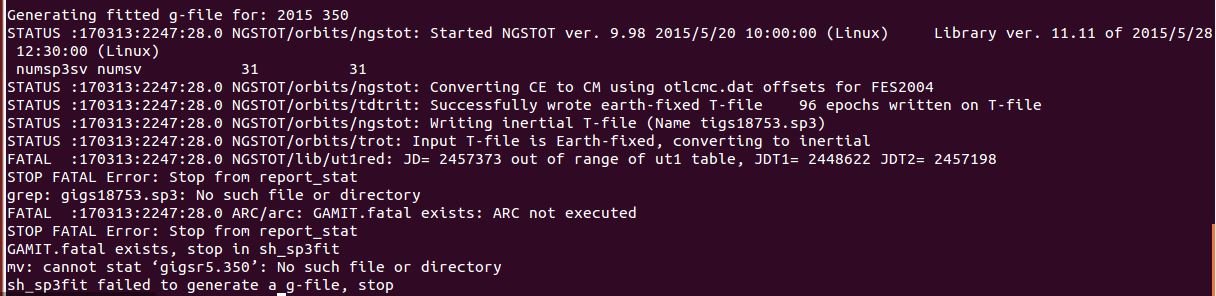 Generating fitted g-file for: 2015 350
STATUS :170313:2247:28.0 NGSTOT/orbits/ngstot: Started NGSTOT ver. 9.98 2015/5/20 10:00:00 (Linux)     Library ver. 11.11 of 2015/5/28
 12:30:00 (Linux)
 numsp3sv numsv          31          31
STATUS :170313:2247:28.0 NGSTOT/orbits/ngstot: Converting CE to CM using otlcmc.dat offsets for FES2004
STATUS :170313:2247:28.0 NGSTOT/orbits/tdtrit: Successfully wrote earth-fixed T-file    96 epochs written on T-file
STATUS :170313:2247:28.0 NGSTOT/orbits/ngstot: Writing inertial T-file (Name tigs18753.sp3)
STATUS :170313:2247:28.0 NGSTOT/orbits/trot: Input T-file is Earth-fixed, converting to inertial
FATAL  :170313:2247:28.0 NGSTOT/lib/ut1red: JD= 2457373 out of range of ut1 table, JDT1= 2448622 JDT2= 2457198
STOP FATAL Error: Stop from report_stat
grep: gigs18753.sp3: No such file or directory
FATAL  :170313:2247:28.0 ARC/arc: GAMIT.fatal exists: ARC not executed
STOP FATAL Error: Stop from report_stat
GAMIT.fatal exists, stop in sh_sp3fit
mv: cannot stat ‘gigsr5.350’: No such file or directory
sh_sp3fit failed to generate a g-file, stop